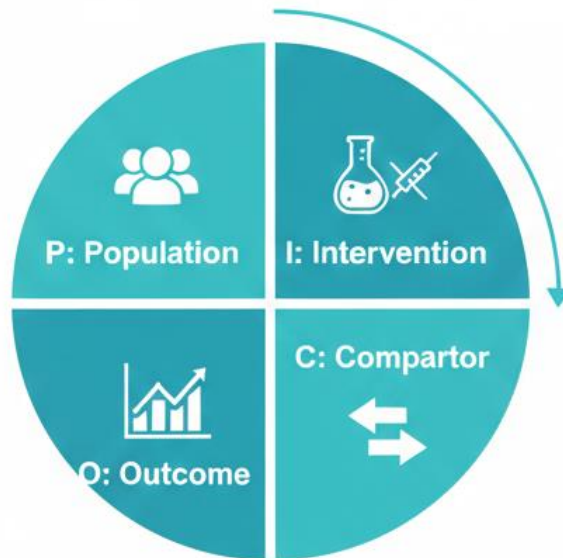 P: Population
I: Intervention
C: Compartor
O: Outcome